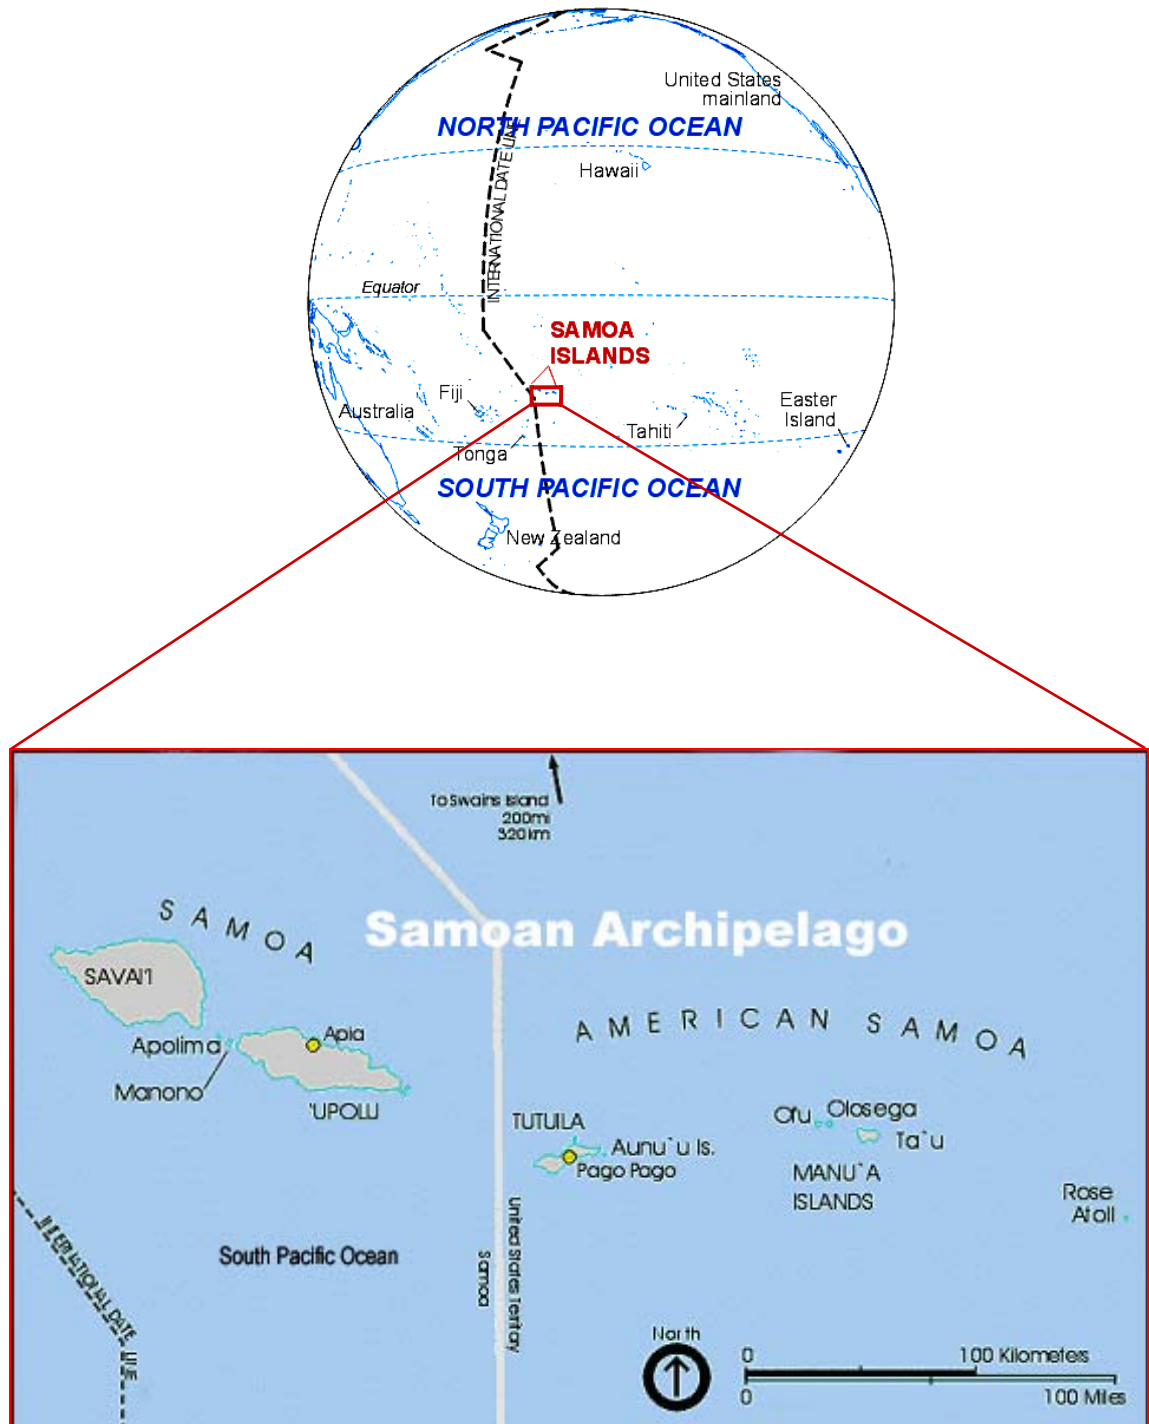 United States
mainland
NORTH PACIFIC OCEAN
Hawaii
INTERNATIONAL DATE LINE
Equator
SAMOA
ISLANDS
Fiji
Australia
Tonga
Tahiti
Easter
Island
SOUTH PACIFIC OCEAN
New Zealand
To Swains Island
200mi
320km
SAMOA
Samoan Archipelago
SAVAI'I
Apolima
Manono
Apia
'UPOLU
AMERICAN SAMOA
TUTUILA
Aunu`u Is.
Pago Pago
Ofu
Olosega
Ta`u
MANU`A
ISLANDS
Rose
Atoll
INTERNATIONAL DATE LINE
South Pacific Ocean
United States Territory
Samoa
North
0 100 Kilometers
0 100 Miles